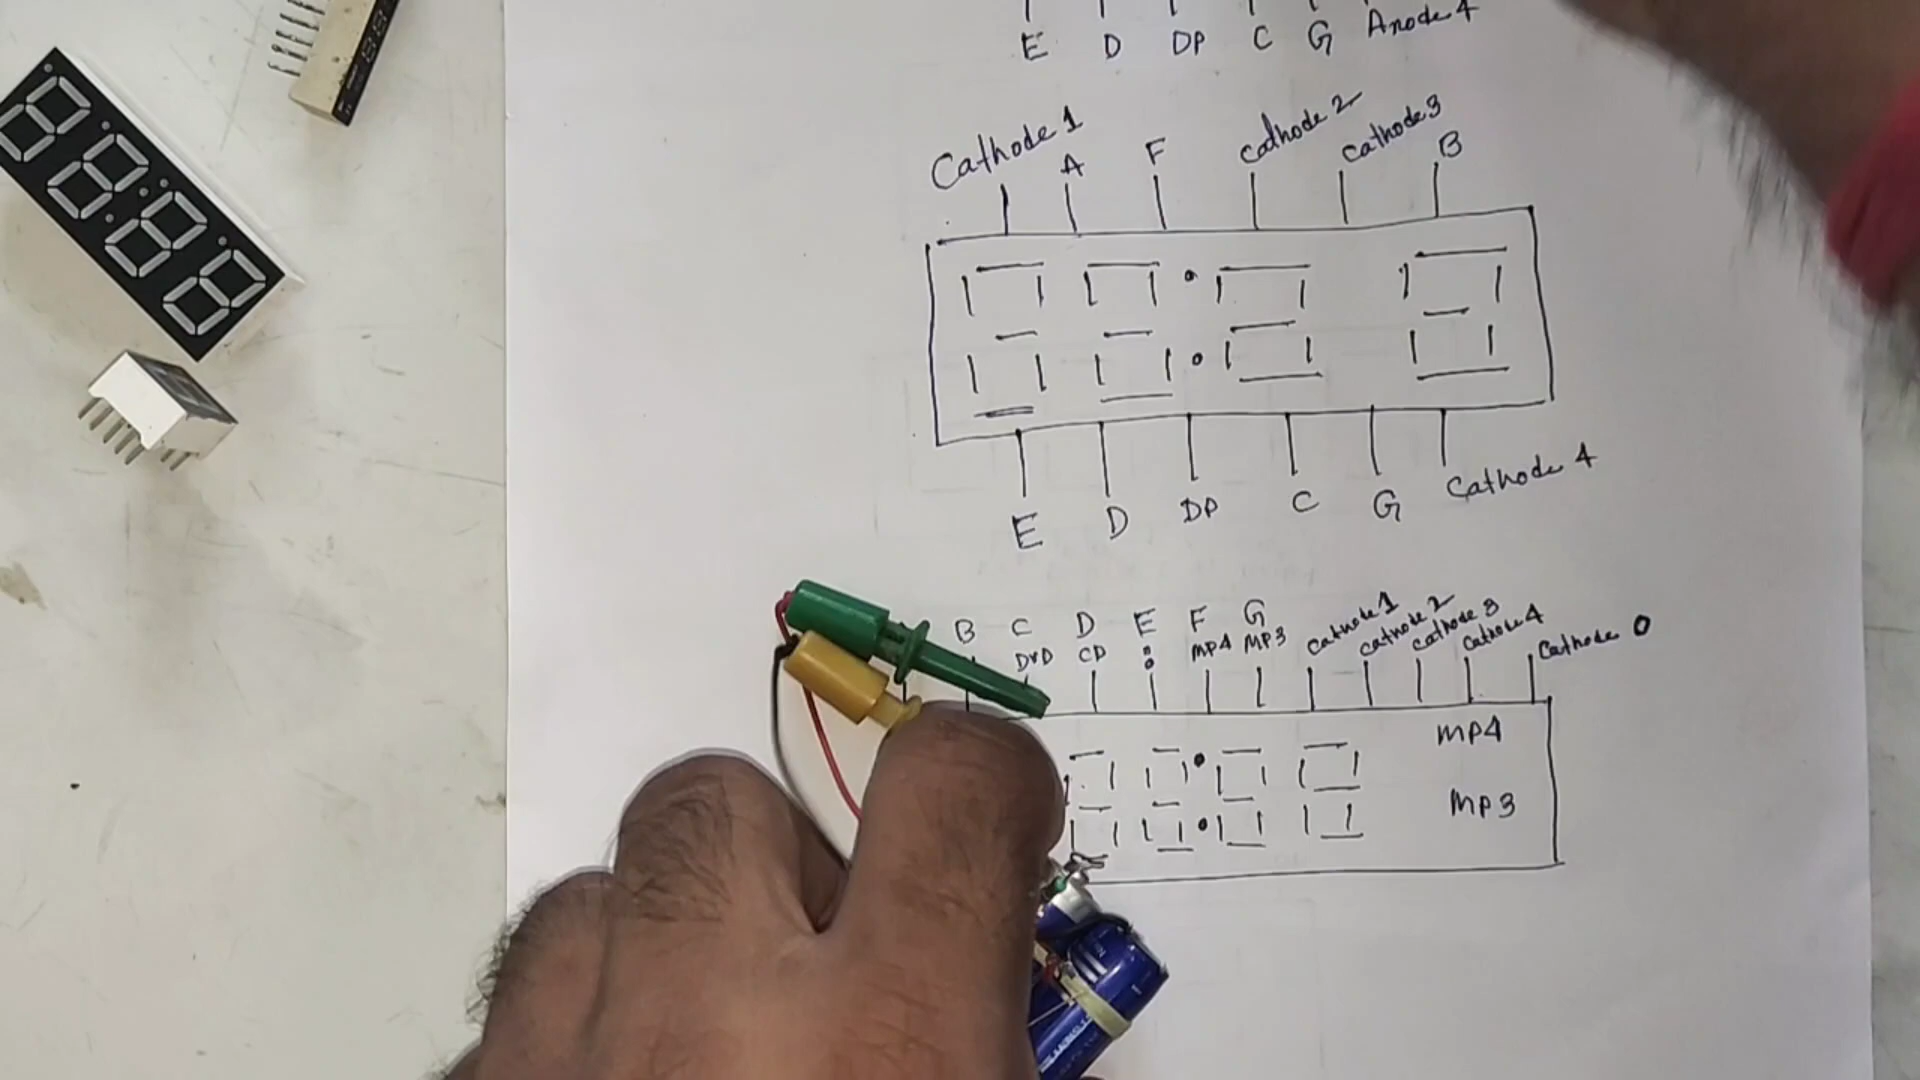 E D DP C G Anode 4
Cathode 1 A F Cathode 2 Cathode 3 B
E D DP C G Cathode 4
B C D E F G Cathode 1 Cathode 2 Cathode 3 Cathode 4 Cathode 0
DVD CD MP4 MP3
MP4
MP3